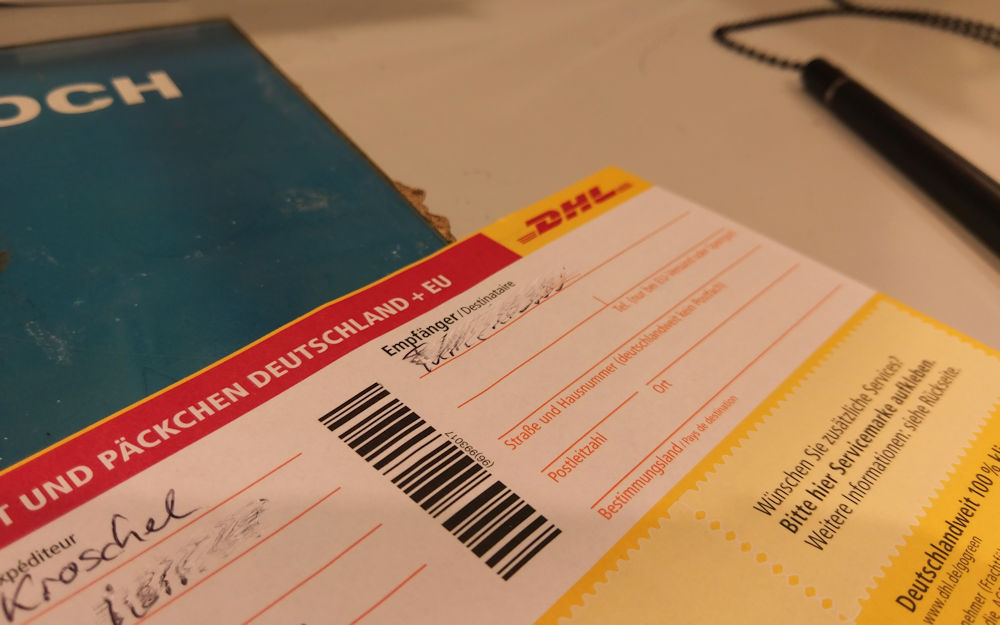 OCH
DHL
T UND PÄCKCHEN DEUTSCHLAND + EU
Empfänger / Destinataire
Tel. (nur bei EU-Versand oder Sperrgut)
Straße und Hausnummer (deutschlandweit kein Postfach)
Postleitzahl
Ort
Bestimmungsland / Pays de destination
(96)993017
xpéditeur
Kroschel
Wünschen Sie zusätzliche Services?
Bitte hier Servicemarke aufkleben.
Weitere Informationen: siehe Rückseite.
Deutschlandweit 100 %
www.dhl.de/gogreen